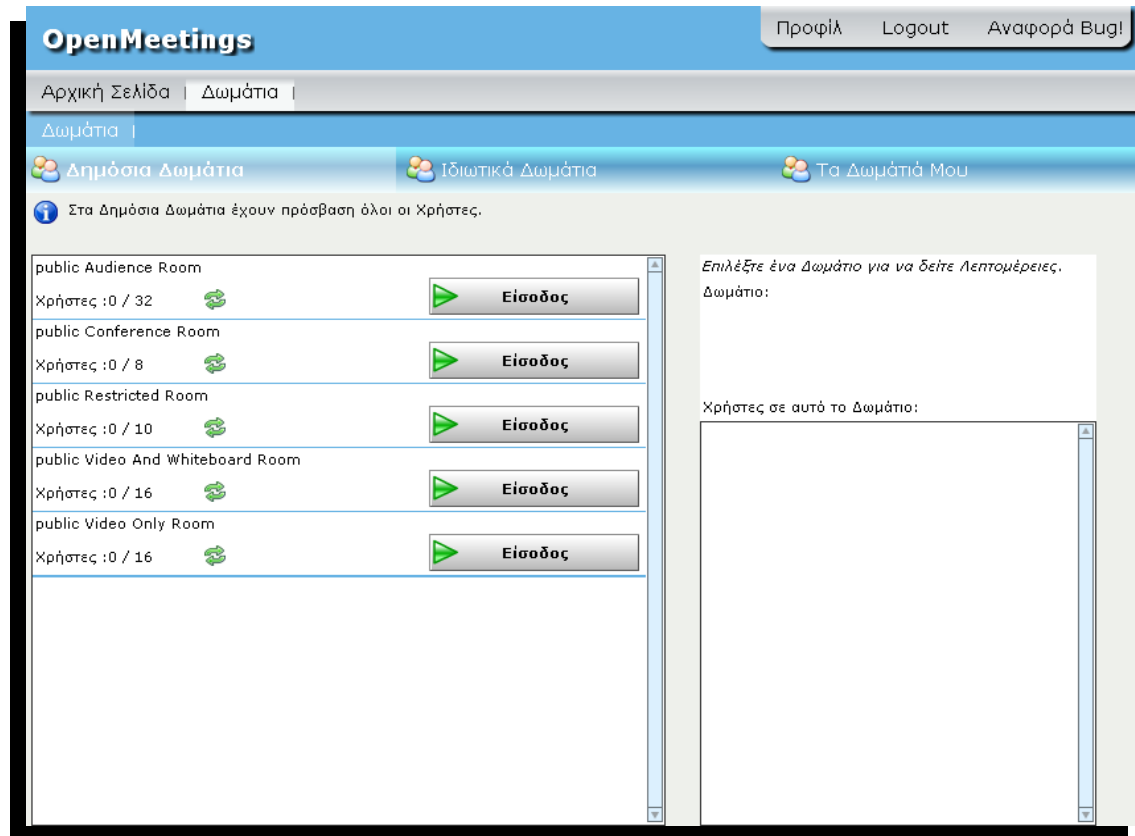 OpenMeetings
Προφίλ Logout Αναφορά Bug!
Αρχική Σελίδα | Δωμάτια |
Δωμάτια |
Δημόσια Δωμάτια Ιδιωτικά Δωμάτια Τα Δωμάτιά Μου
Στα Δημόσια Δωμάτια έχουν πρόσβαση όλοι οι Χρήστες.
public Audience Room
Χρήστες :0 / 32 Είσοδος
public Conference Room
Χρήστες :0 / 8 Είσοδος
public Restricted Room
Χρήστες :0 / 10 Είσοδος
public Video And Whiteboard Room
Χρήστες :0 / 16 Είσοδος
public Video Only Room
Χρήστες :0 / 16 Είσοδος
Επιλέξτε ένα Δωμάτιο για να δείτε Λεπτομέρειες.
Δωμάτιο:
Χρήστες σε αυτό το Δωμάτιο: